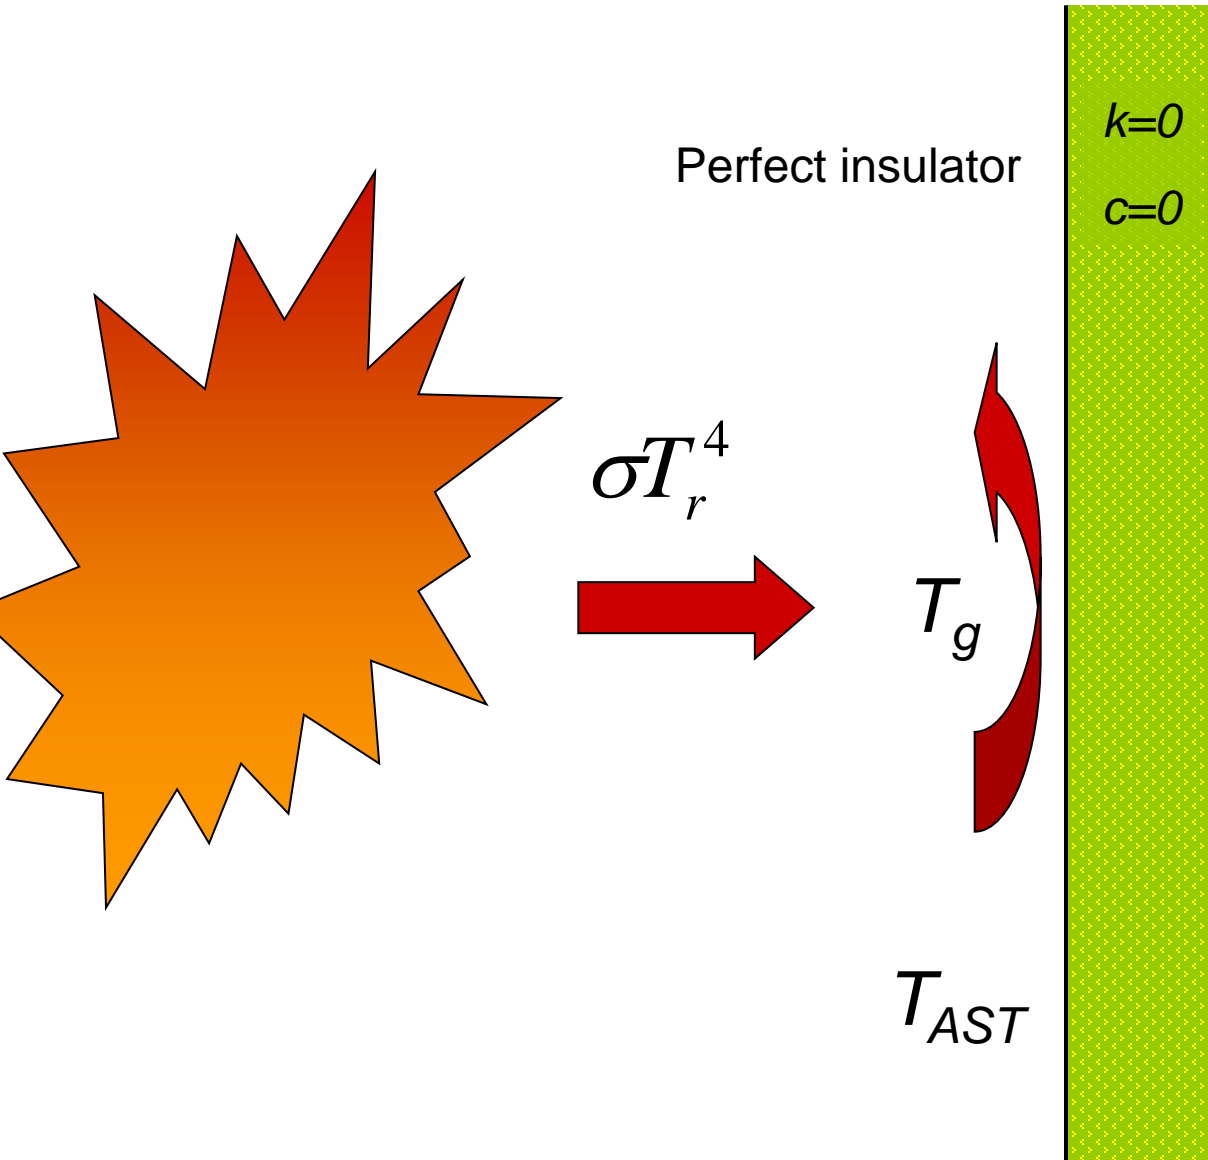 k=0
Perfect insulator
c=0
σT_r^4
T_g
T_AST